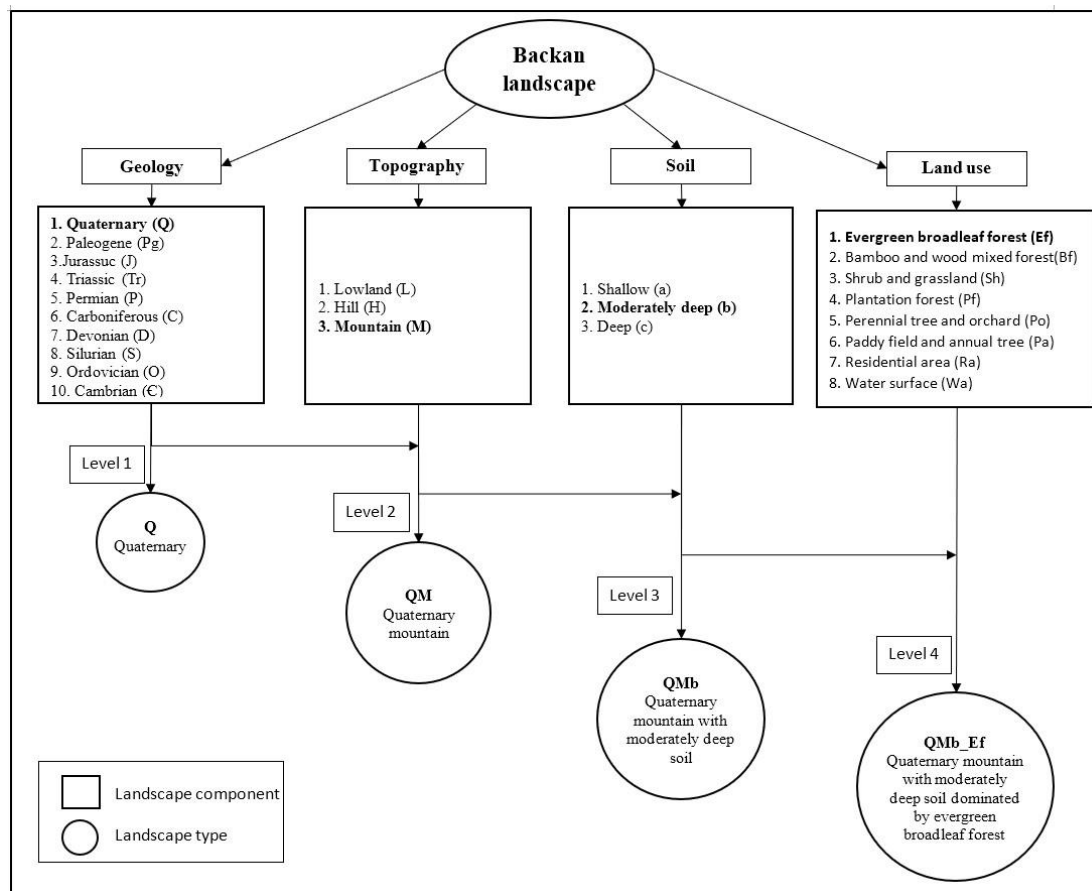 Backan
landscape
Geology
Topography
Soil
Land use
1. Quaternary (Q)
2. Paleogene (Pg)
3.Jurassuc (J)
4. Triassic (Tr)
5. Permian (P)
6. Carboniferous (C)
7. Devonian (D)
8. Silurian (S)
9. Ordovician (O)
10. Cambrian (Є)
1. Lowland (L)
2. Hill (H)
3. Mountain (M)
1. Shallow (a)
2. Moderately deep (b)
3. Deep (c)
1. Evergreen broadleaf forest (Ef)
2. Bamboo and wood mixed forest(Bf)
3. Shrub and grassland (Sh)
4. Plantation forest (Pf)
5. Perennial tree and orchard (Po)
6. Paddy field and annual tree (Pa)
7. Residential area (Ra)
8. Water surface (Wa)
Level 1
Q
Quaternary
Level 2
QM
Quaternary
mountain
Level 3
QMb
Quaternary
mountain with
moderately deep
soil
Level 4
QMb_Ef
Quaternary mountain
with moderately
deep soil dominated
by evergreen
broadleaf forest
Landscape component
Landscape type